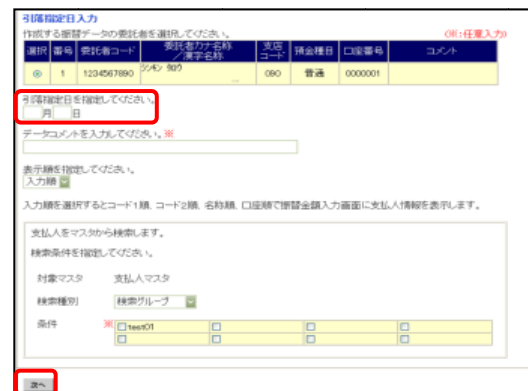 引落指定日入力
作成する振替データの委託者を選択してください。 (※:任意入力)
選択 番号 委託者コード 委託者カナ名称／漢字名称 支店コード 預金種目 口座番号 コメント
1 1234567890 090 普通 0000001
引落指定日を指定してください。
月 日
データコメントを入力してください。※
表示順を指定してください。
入力順
入力順を選択するとコード1順、コード2順、名称順、口座順で振替金額入力画面に支払人情報を表示します。
支払人をマスタから検索します。
検索条件を指定してください。
対象マスタ 支払人マスタ
検索種別 検索グループ
条件 ※ test01
次へ